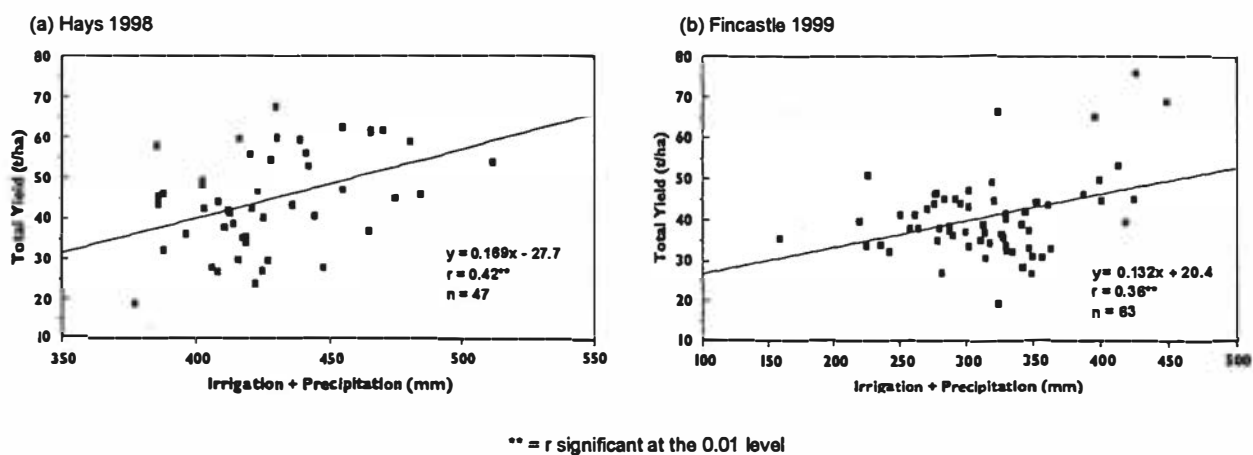 (a) Hays 1998
80
70
60
50
40
30
20
10
Total Yield (t/ha)
y = 0.169x - 27.7
r = 0.42**
n = 47
350 400 450 500 550
Irrigation + Precipitation (mm)
(b) Fincastle 1999
80
70
60
50
40
30
20
10
Total Yield (t/ha)
y= 0.132x + 20.4
r = 0.36**
n = 63
100 150 200 250 300 350 400 450 500
Irrigation + Precipitation (mm)
** = r significant at the 0.01 level